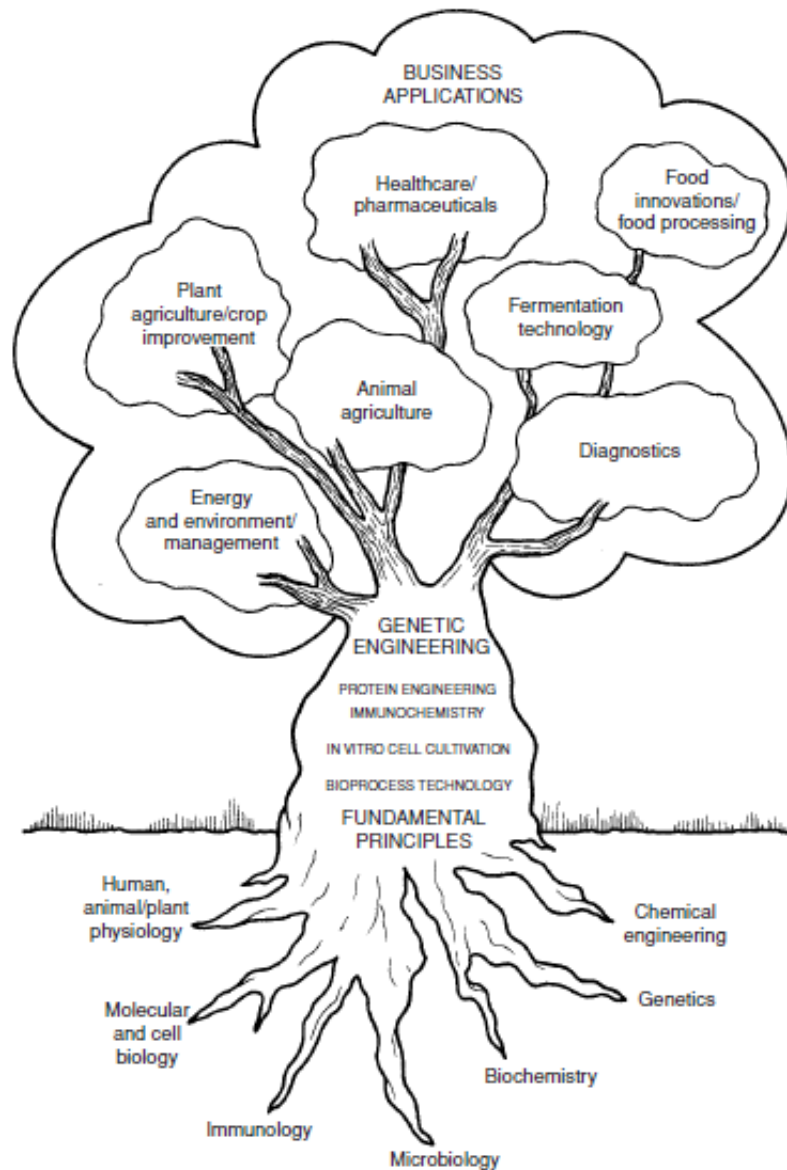 BUSINESS
APPLICATIONS
Healthcare/
pharmaceuticals
Food
innovations/
food processing
Plant
agriculture/crop
improvement
Fermentation
technology
Animal
agriculture
Diagnostics
Energy
and environment/
management
GENETIC
ENGINEERING
PROTEIN ENGINEERING
IMMUNOCHEMISTRY
IN VITRO CELL CULTIVATION
BIOPROCESS TECHNOLOGY
FUNDAMENTAL
PRINCIPLES
Human,
animal/plant
physiology
Chemical
engineering
Molecular
and cell
biology
Genetics
Biochemistry
Immunology
Microbiology